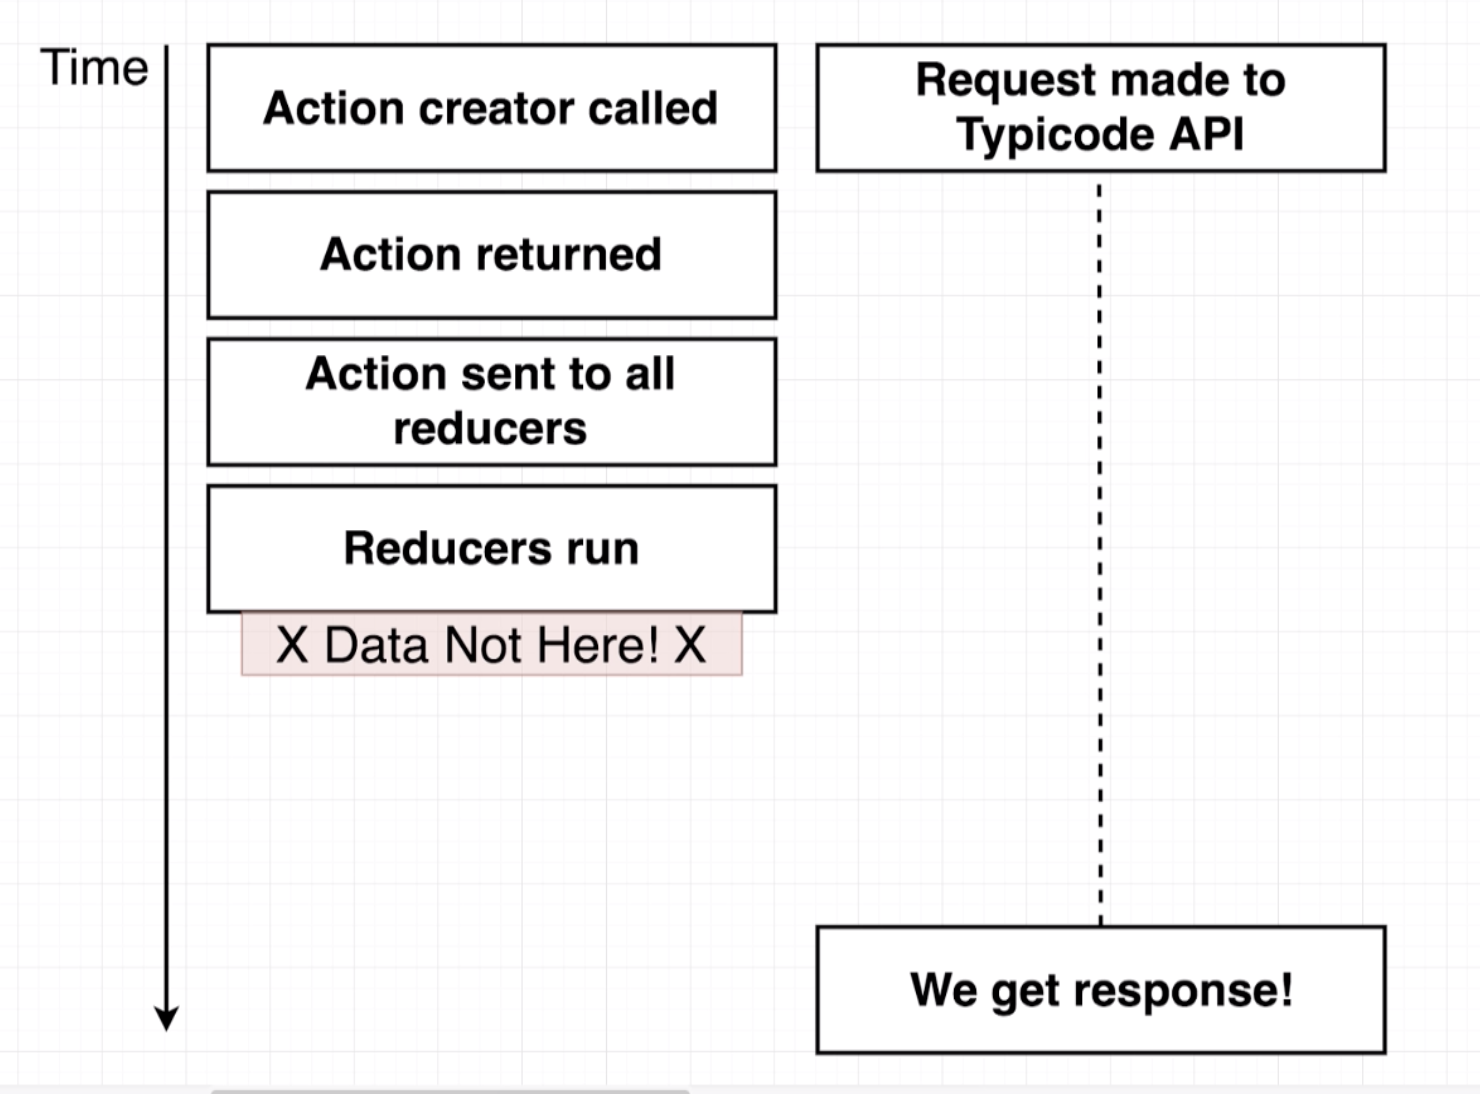 Time
Action creator called
Request made to
Typicode API
Action returned
Action sent to all
reducers
Reducers run
X Data Not Here! X
We get response!